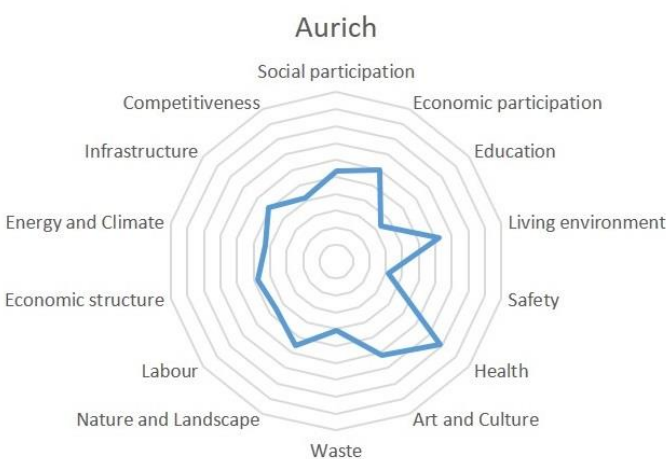 Aurich
Social participation
Competitiveness
Economic participation
Infrastructure
Education
Energy and Climate
Living environment
Economic structure
Safety
Labour
Health
Nature and Landscape
Art and Culture
Waste